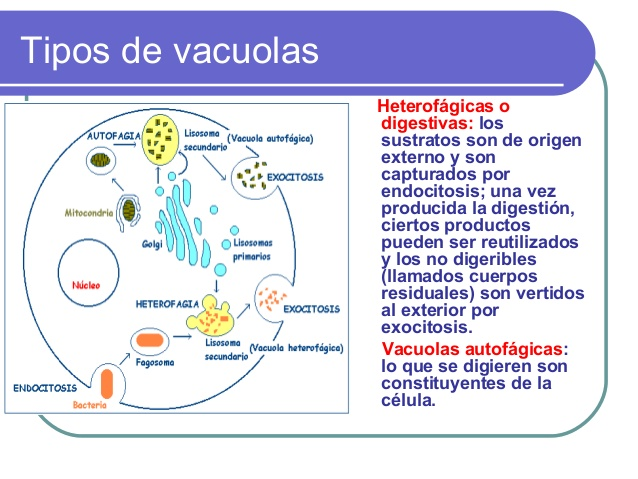 Tipos de vacuolas
AUTOFAGIA
Lisosoma
secundario
(Vacuola autofágica)
EXOCITOSIS
Mitocondria
Golgi
Lisosomas
primarios
Núcleo
HETEROFAGIA
EXOCITOSIS
Lisosoma
secundario
(Vacuola heterofágica)
Fagosoma
ENDOCITOSIS
Bacteria
Heterofágicas o
digestivas: los
sustratos son de origen
externo y son
capturados por
endocitosis; una vez
producida la digestión,
ciertos productos
pueden ser reutilizados
y los no digeribles
(llamados cuerpos
residuales) son vertidos
al exterior por
exocitosis.
Vacuolas autofágicas:
lo que se digieren son
constituyentes de la
célula.